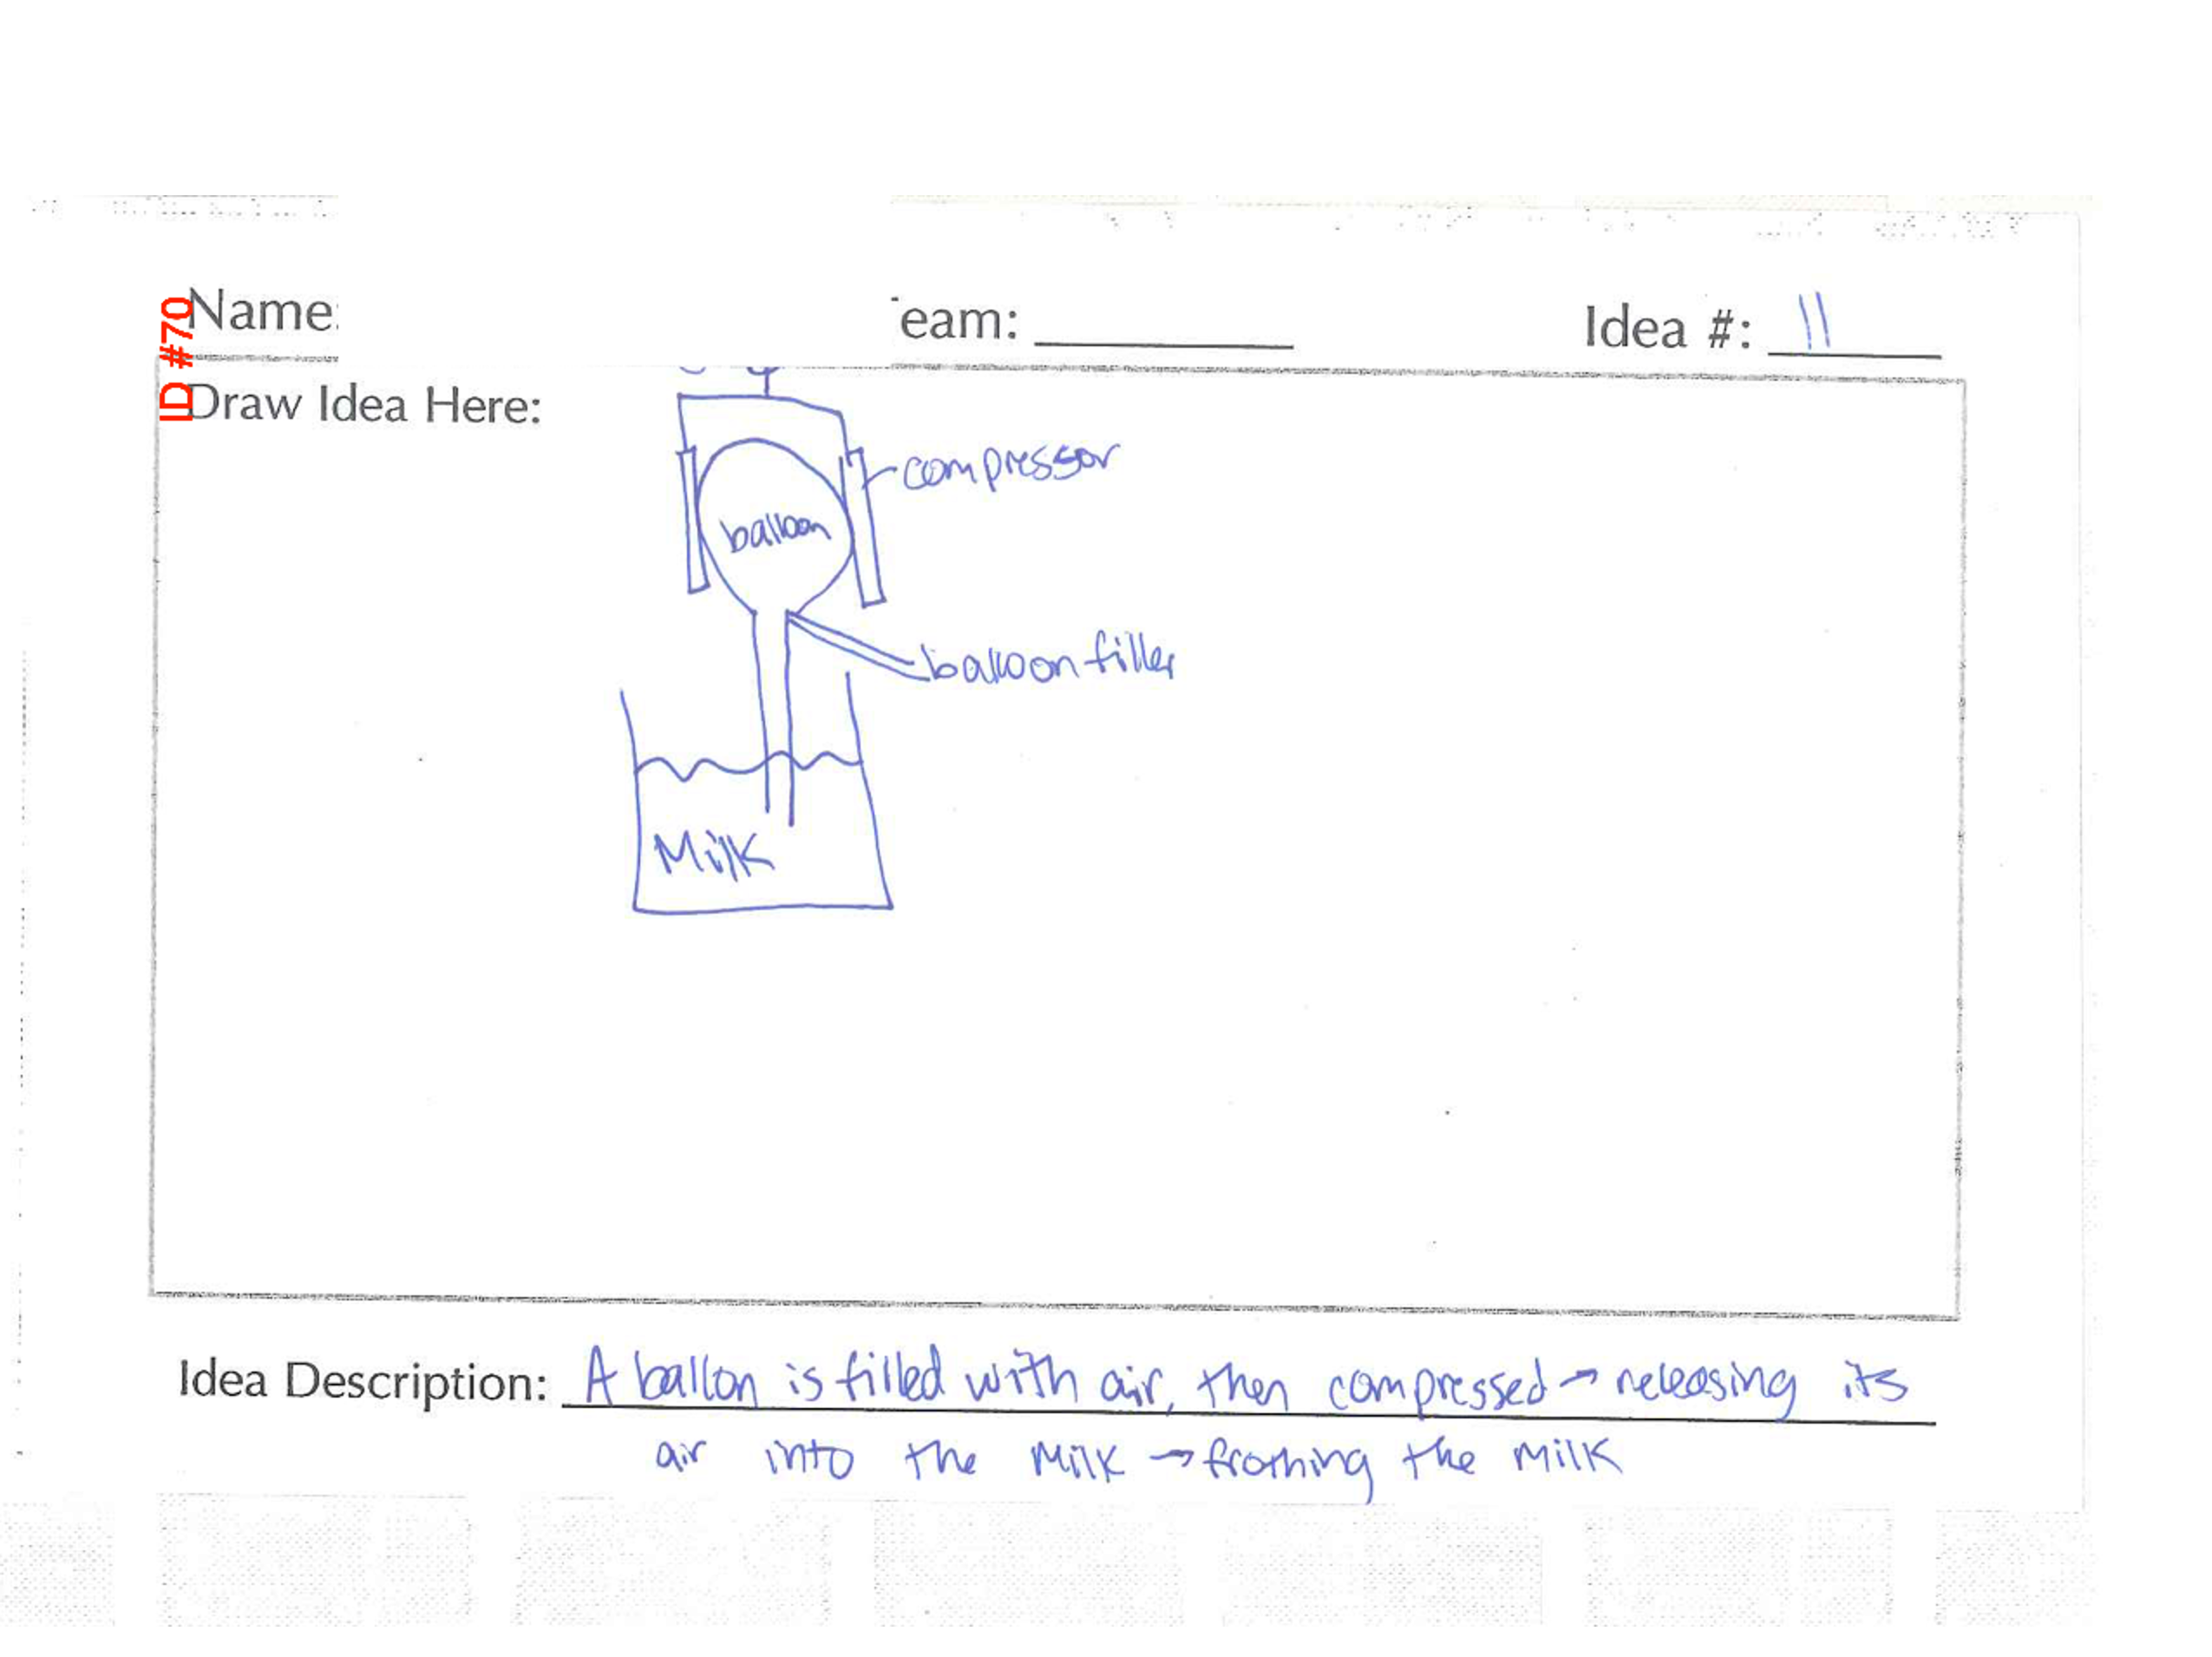 ID #70
Name:
eam:
Idea #: 11
Draw Idea Here:
compressor
balloon
balloon filler
Milk
Idea Description: A ballon is filled with air, then compressed → releasing its
air into the Milk → frothing the Milk